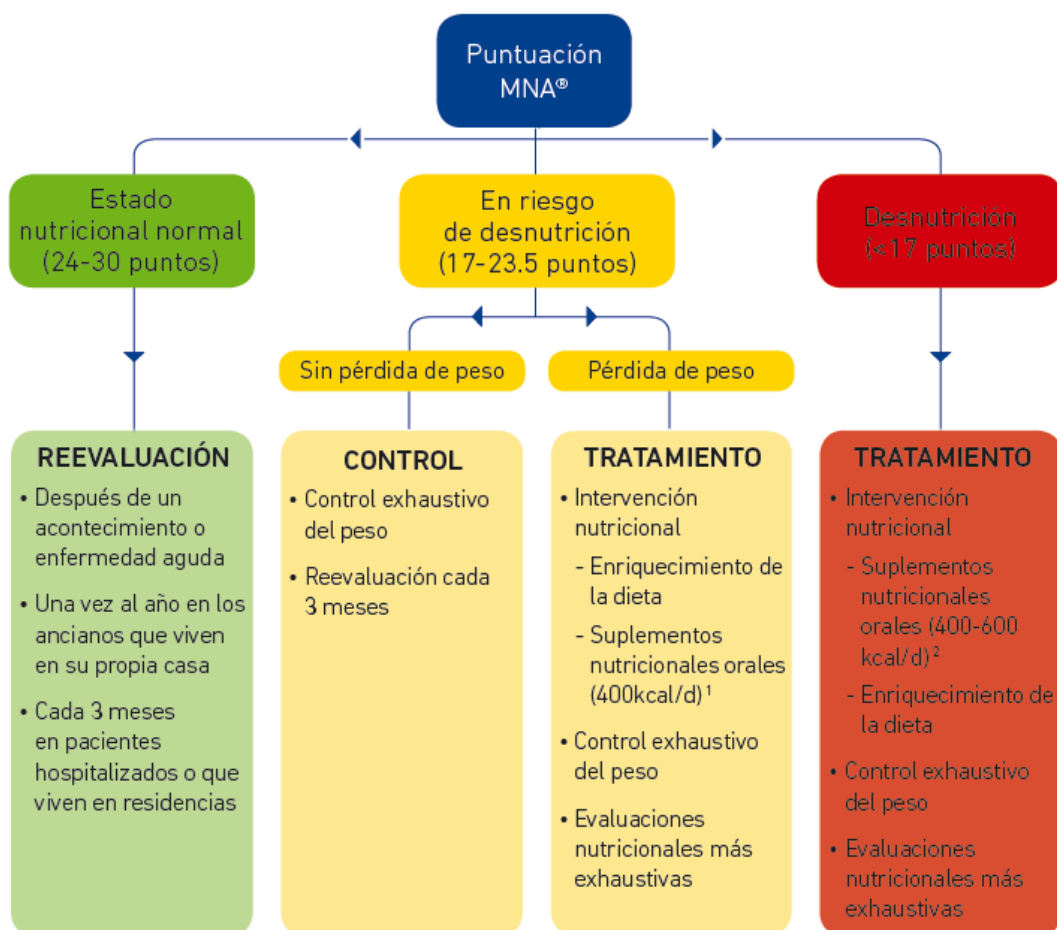 Puntuación
MNA®
Estado
nutricional normal
(24-30 puntos)
En riesgo
de desnutrición
(17-23.5 puntos)
Desnutrición
(<17 puntos)
Sin pérdida de peso
Pérdida de peso
REEVALUACIÓN
• Después de un
acontecimiento o
enfermedad aguda
• Una vez al año en los
ancianos que viven
en su propia casa
• Cada 3 meses
en pacientes
hospitalizados o que
viven en residencias
CONTROL
• Control exhaustivo
del peso
• Reevaluación cada
3 meses
TRATAMIENTO
• Intervención
nutricional
- Enriquecimiento de
la dieta
- Suplementos
nutricionales orales
(400kcal/d) ¹
• Control exhaustivo
del peso
• Evaluaciones
nutricionales más
exhaustivas
TRATAMIENTO
• Intervención
nutricional
- Suplementos
nutricionales
orales (400-600
kcal/d) ²
- Enriquecimiento de
la dieta
• Control exhaustivo
del peso
• Evaluaciones
nutricionales más
exhaustivas